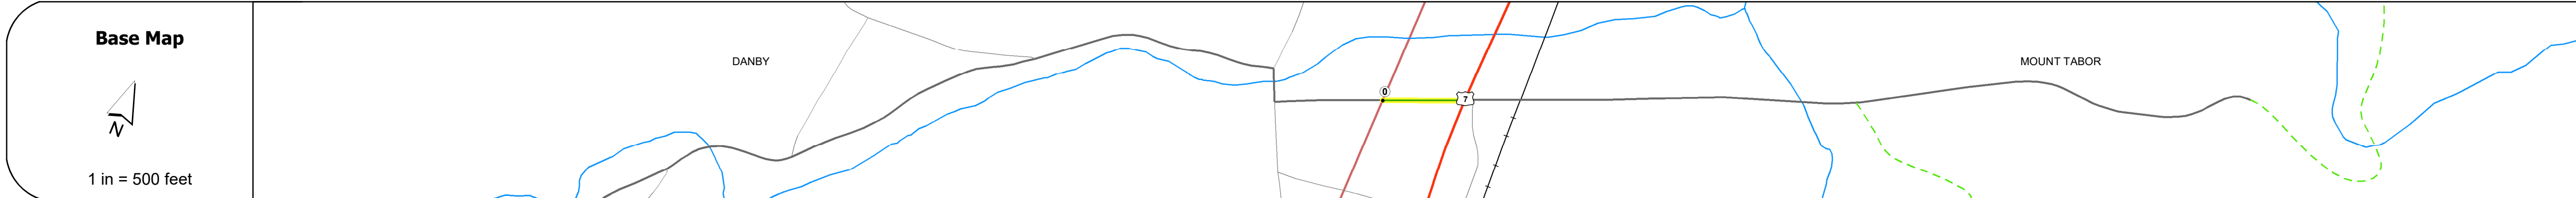 Base Map
N
1 in = 500 feet
DANBY
0
7
MOUNT TABOR